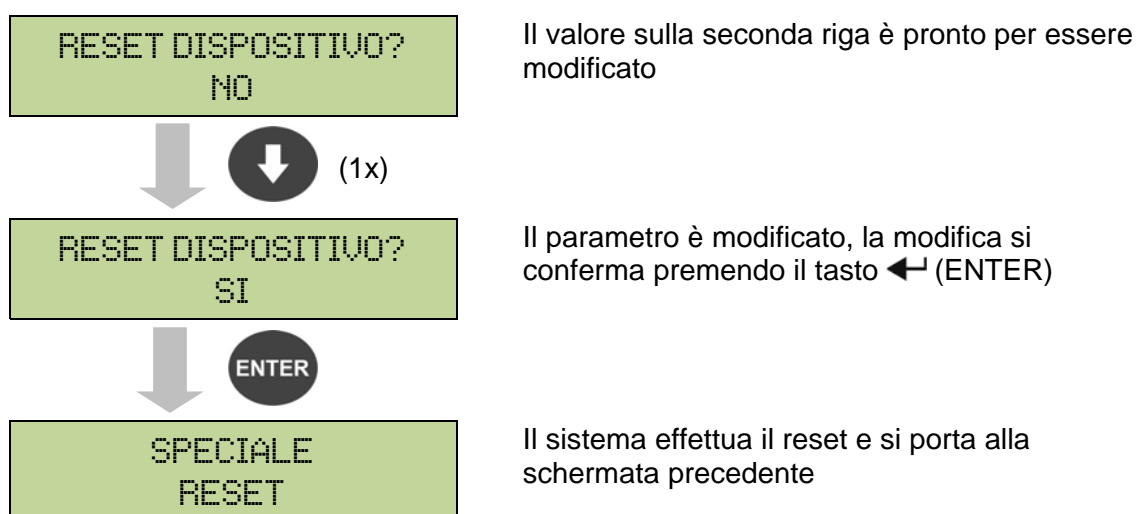 RESET DISPOSITIVO?
NO
Il valore sulla seconda riga è pronto per essere
modificato
(1x)
RESET DISPOSITIVO?
SI
Il parametro è modificato, la modifica si
conferma premendo il tasto (ENTER)
ENTER
SPECIALE
RESET
Il sistema effettua il reset e si porta alla
schermata precedente